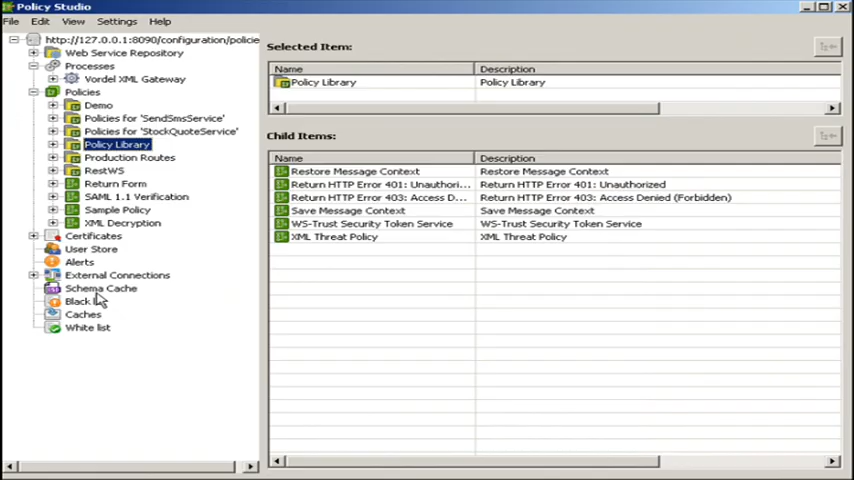 Policy Studio
File Edit View Settings Help
http://127.0.0.1:8090/configuration/policie
Web Service Repository
Processes
Vordel XML Gateway
Policies
Demo
Policies for 'SendSmsService'
Policies for 'StockQuoteService'
Policy Library
Production Routes
RestWS
Return Form
SAML 1.1 Verification
Sample Policy
XML Decryption
Certificates
User Store
Alerts
External Connections
Schema Cache
Black
Caches
White list
Selected Item:
Name Description
Policy Library Policy Library
Child Items:
Name Description
Restore Message Context Restore Message Context
Return HTTP Error 401: Unauthori... Return HTTP Error 401: Unauthorized
Return HTTP Error 403: Access D... Return HTTP Error 403: Access Denied (Forbidden)
Save Message Context Save Message Context
WS-Trust Security Token Service WS-Trust Security Token Service
XML Threat Policy XML Threat Policy